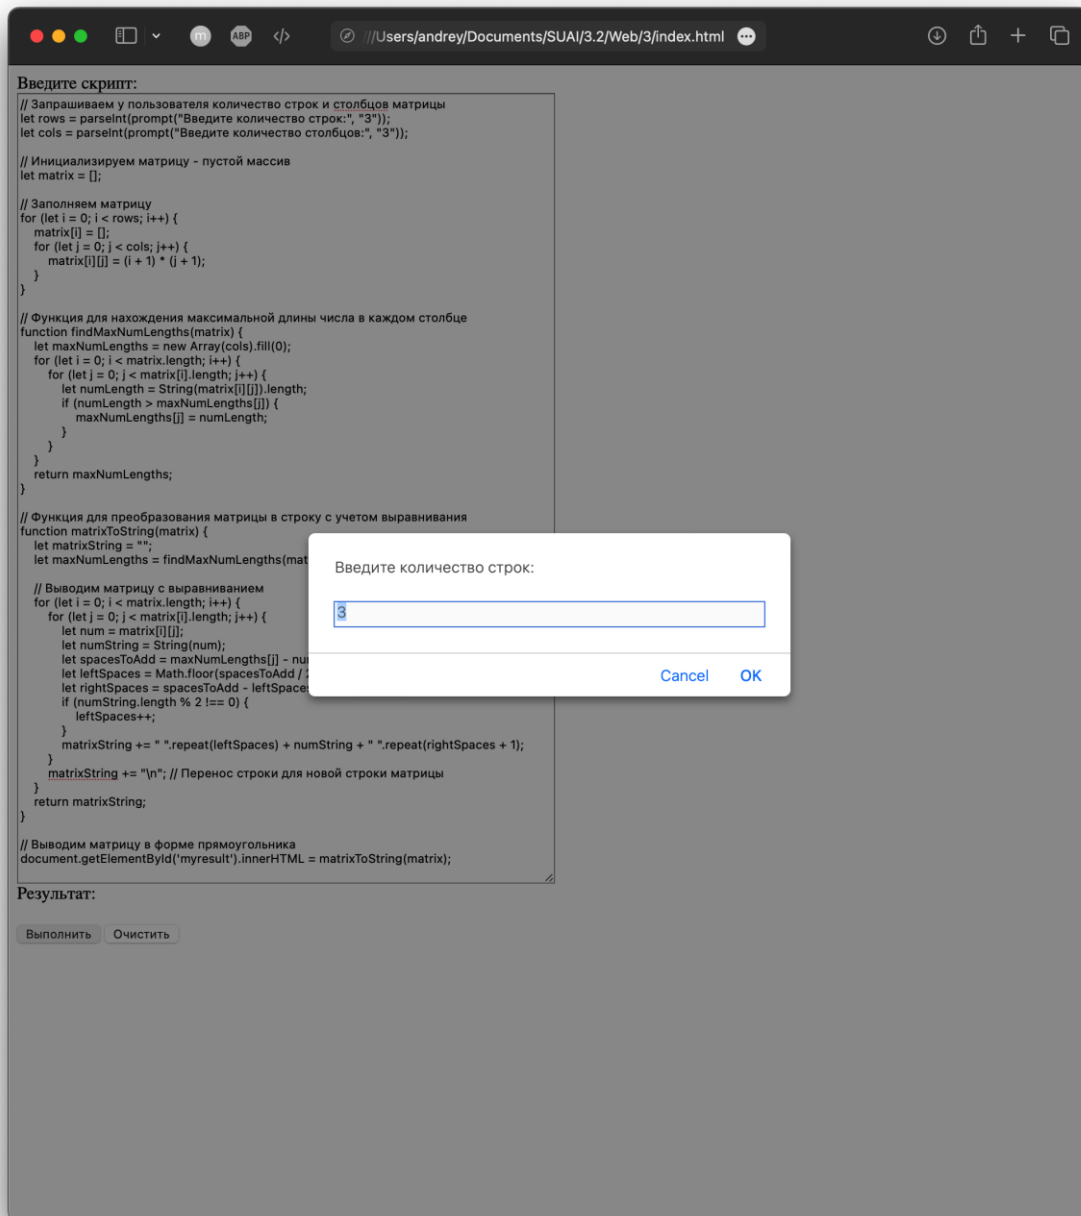 m
ABP
</>
///Users/andrey/Documents/SUAI/3.2/Web/3/index.html
Введите скрипт:
// Запрашиваем у пользователя количество строк и столбцов матрицы
let rows = parseInt(prompt("Введите количество строк:", "3"));
let cols = parseInt(prompt("Введите количество столбцов:", "3"));
// Инициализируем матрицу - пустой массив
let matrix = [];
// Заполняем матрицу
for (let i = 0; i < rows; i++) {
matrix[i] = [];
for (let j = 0; j < cols; j++) {
matrix[i][j] = (i + 1) * (j + 1);
}
}
// Функция для нахождения максимальной длины числа в каждом столбце
function findMaxNumLengths(matrix) {
let maxNumLengths = new Array(cols).fill(0);
for (let i = 0; i < matrix.length; i++) {
for (let j = 0; j < matrix[i].length; j++) {
let numLength = String(matrix[i][j]).length;
if (numLength > maxNumLengths[j]) {
maxNumLengths[j] = numLength;
}
}
}
return maxNumLengths;
}
// Функция для преобразования матрицы в строку с учетом выравнивания
function matrixToString(matrix) {
let matrixString = "";
let maxNumLengths = findMaxNumLengths(mat
// Выводим матрицу с выравниванием
for (let i = 0; i < matrix.length; i++) {
for (let j = 0; j < matrix[i].length; j++) {
let num = matrix[i][j];
let numString = String(num);
let spacesToAdd = maxNumLengths[j] - nu
let leftSpaces = Math.floor(spacesToAdd /
let rightSpaces = spacesToAdd - leftSpace
if (numString.length % 2 !== 0) {
leftSpaces++;
}
matrixString += " ".repeat(leftSpaces) + numString + " ".repeat(rightSpaces + 1);
}
matrixString += "\n"; // Перенос строки для новой строки матрицы
}
return matrixString;
}
// Выводим матрицу в форме прямоугольника
document.getElementById('myresult').innerHTML = matrixToString(matrix);
Введите количество строк:
3
Cancel OK
Результат:
Выполнить Очистить